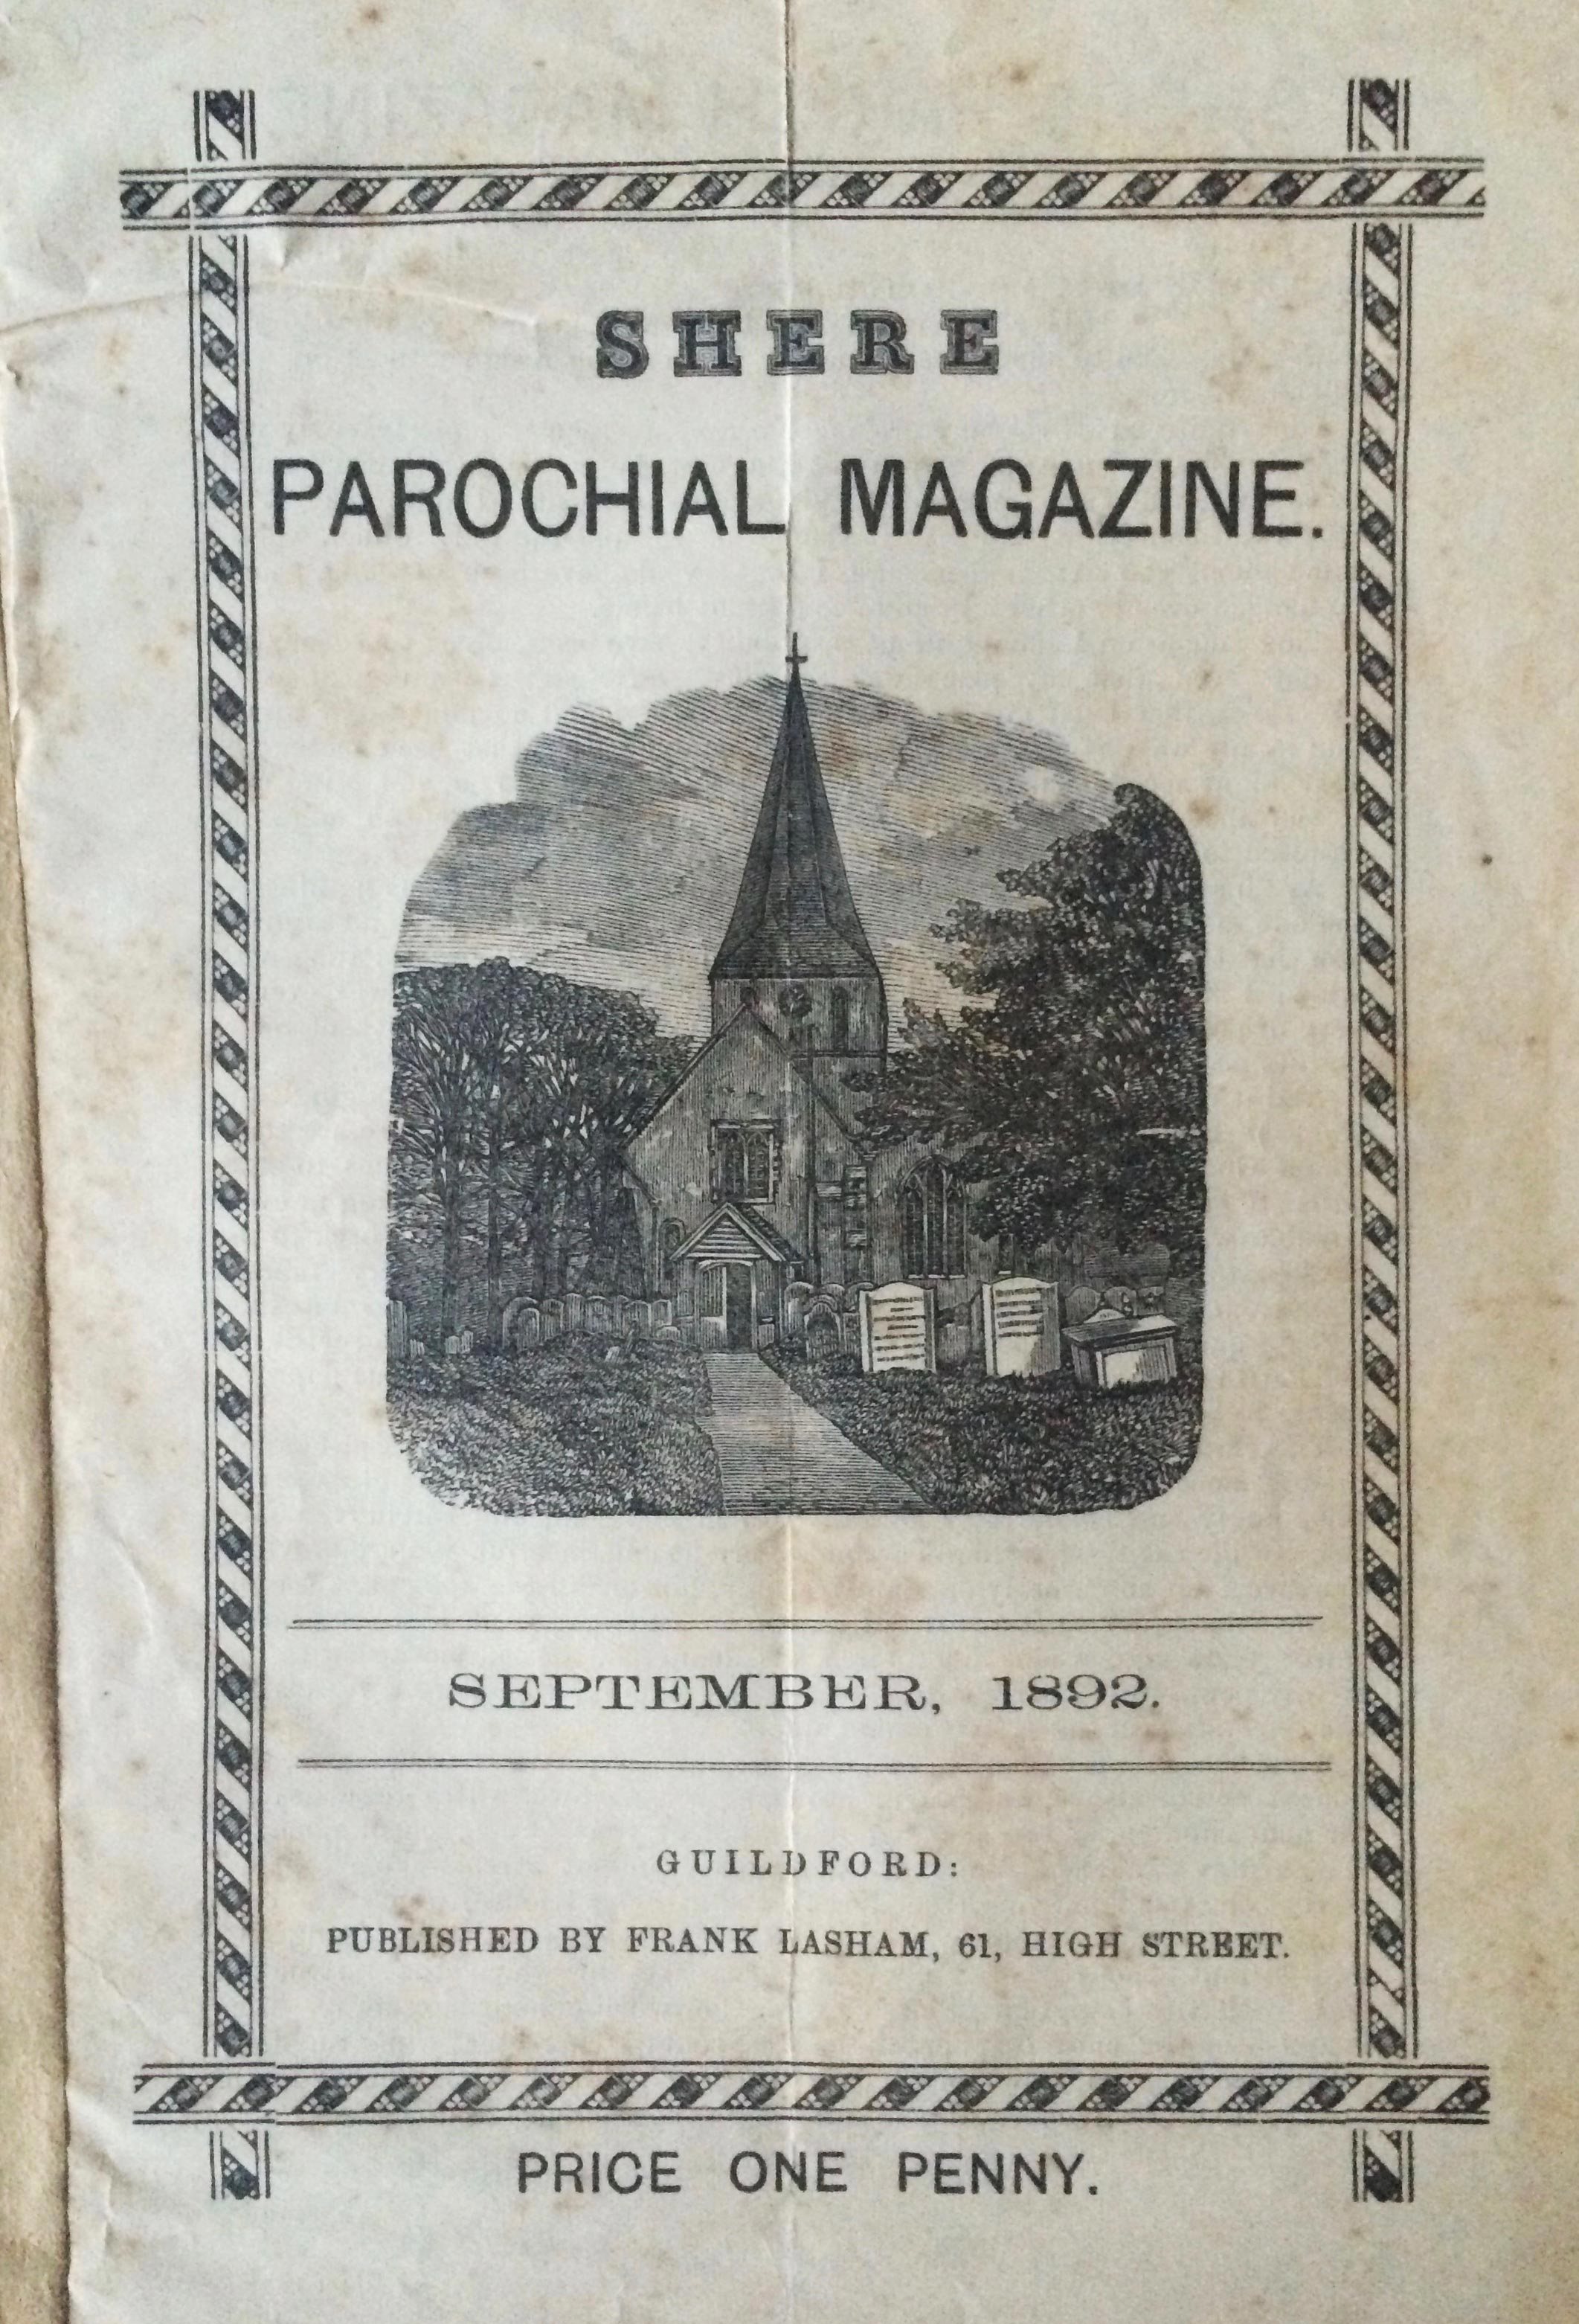 SHERE
PAROCHIAL MAGAZINE.
SEPTEMBER, 1892.
GUILDFORD:
PUBLISHED BY FRANK LASHAM, 61, HIGH STREET.
PRICE ONE PENNY.